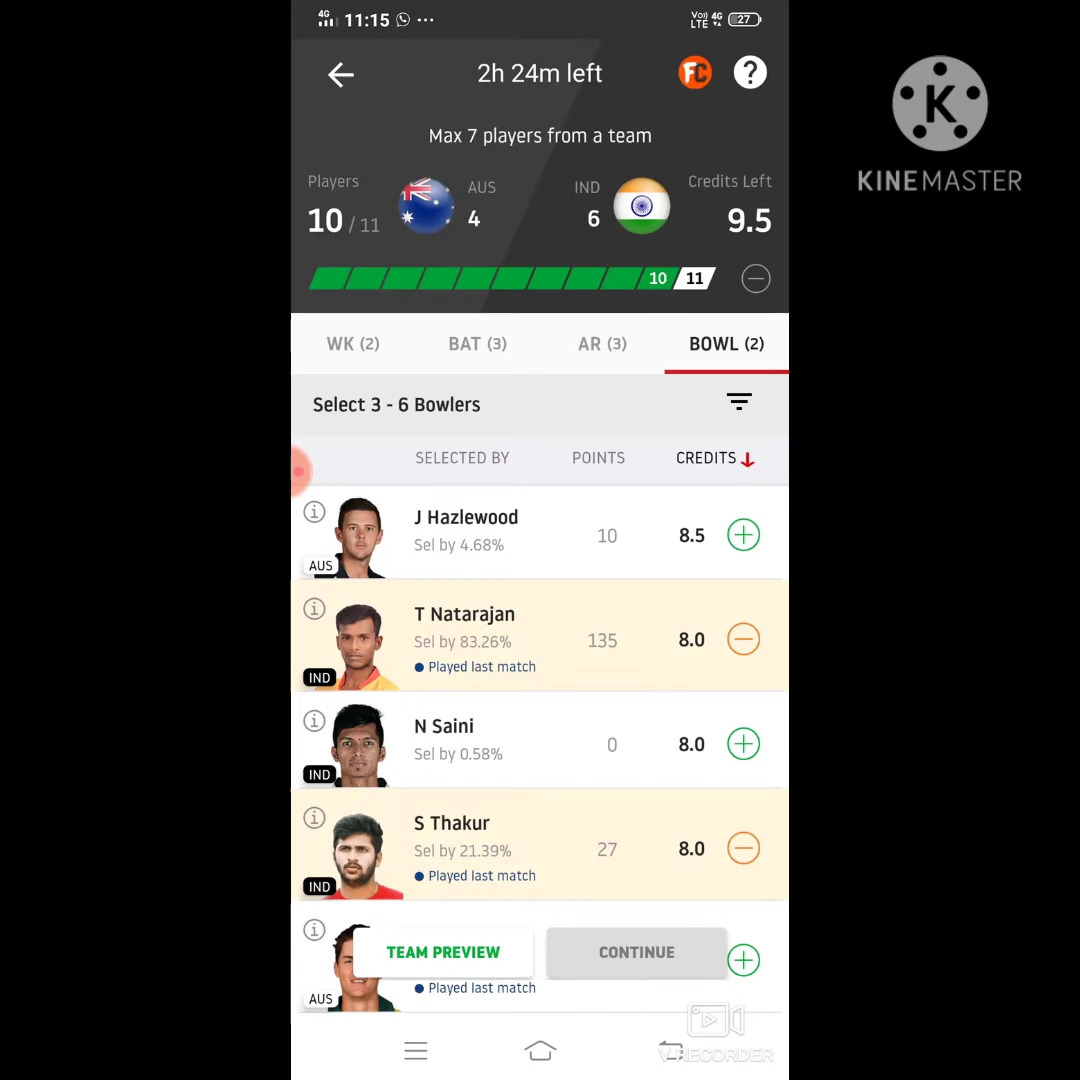 4G 11:15 ... Vo) LTE 4G 27
K
KINEMASTER
2h 24m left FC ?
Max 7 players from a team
Players AUS IND Credits Left
10 / 11 4 6 9.5
10 11
WK (2) BAT (3) AR (3) BOWL (2)
Select 3 - 6 Bowlers
SELECTED BY POINTS CREDITS
i J Hazlewood
Sel by 4.68% 10 8.5
AUS
i T Natarajan
Sel by 83.26% 135 8.0
Played last match
IND
i N Saini
Sel by 0.58% 0 8.0
IND
i S Thakur
Sel by 21.39% 27 8.0
Played last match
IND
i
TEAM PREVIEW CONTINUE
Played last match
AUS
V RECORDER